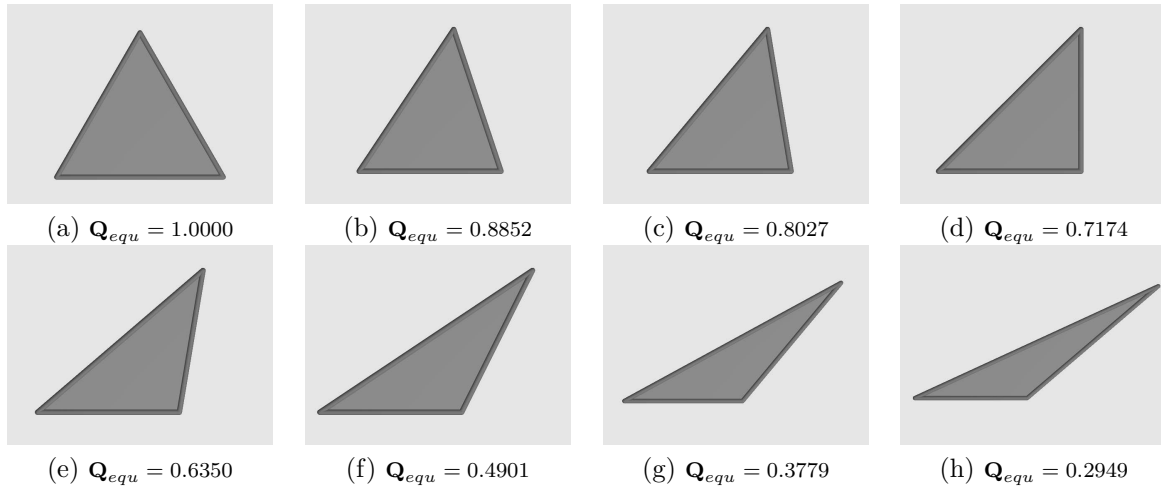 (a) Q_equ = 1.0000 (b) Q_equ = 0.8852 (c) Q_equ = 0.8027 (d) Q_equ = 0.7174
(e) Q_equ = 0.6350 (f) Q_equ = 0.4901 (g) Q_equ = 0.3779 (h) Q_equ = 0.2949